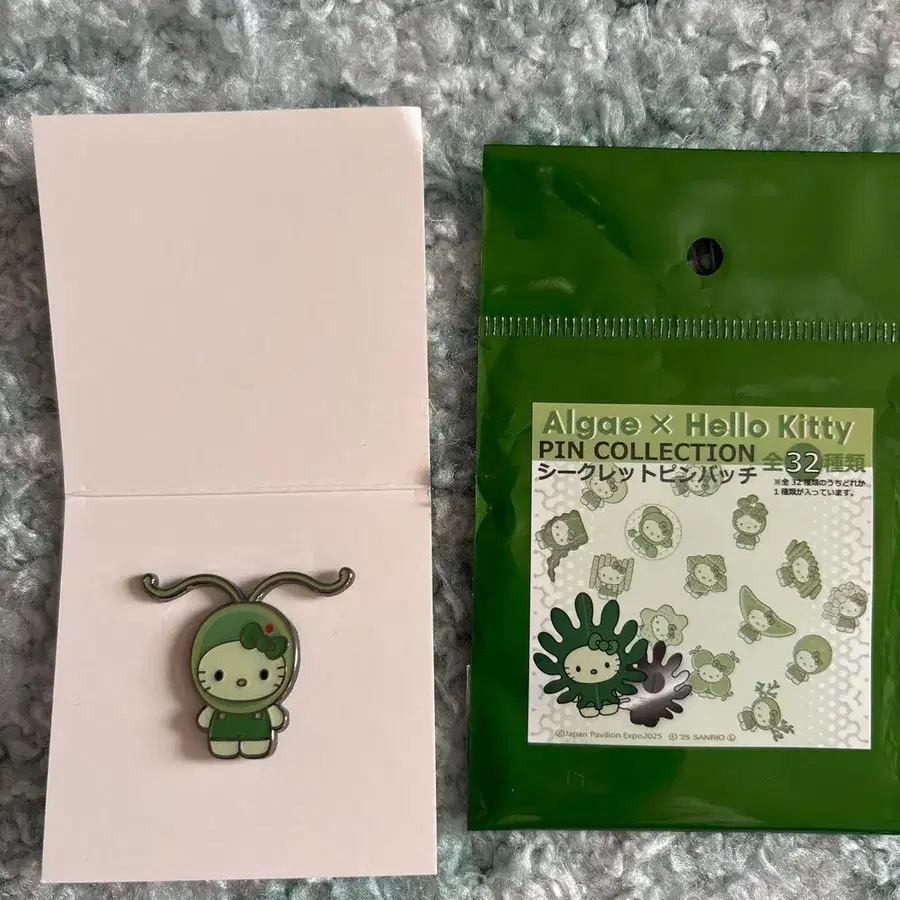 Algae × Hello Kitty
PIN COLLECTION
シークレットピンバッチ 全32種類
※全32種類のうちどれか
1種類が入っています。
©Japan Pavilion Expo2025 © '25 SANRIO Ⓛ